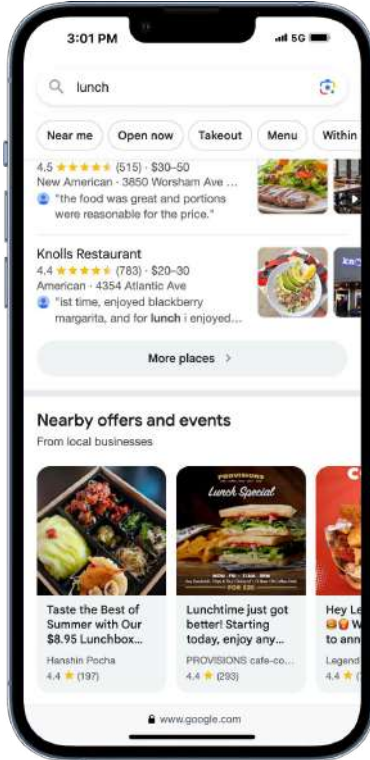 3:01 PM
5G
lunch
Near me
Open now
Takeout
Menu
Within
4.5 ★★★★★ (515) · $30–50
New American · 3850 Worsham Ave ...
"the food was great and portions
were reasonable for the price."
Knolls Restaurant
4.4 ★★★★★ (783) · $20–30
American · 4354 Atlantic Ave
"ist time, enjoyed blackberry
margarita, and for lunch i enjoyed...
More places >
Nearby offers and events
From local businesses
PROVISIONS
Lunch Special
FOR $20
Taste the Best of
Summer with Our
$8.95 Lunchbox...
Hanshin Pocha
4.4 ★ (197)
Lunchtime just got
better! Starting
today, enjoy any...
PROVISIONS cafe-co...
4.4 ★ (293)
Hey Le
W
to ann
Legend
4.4 ★
www.google.com